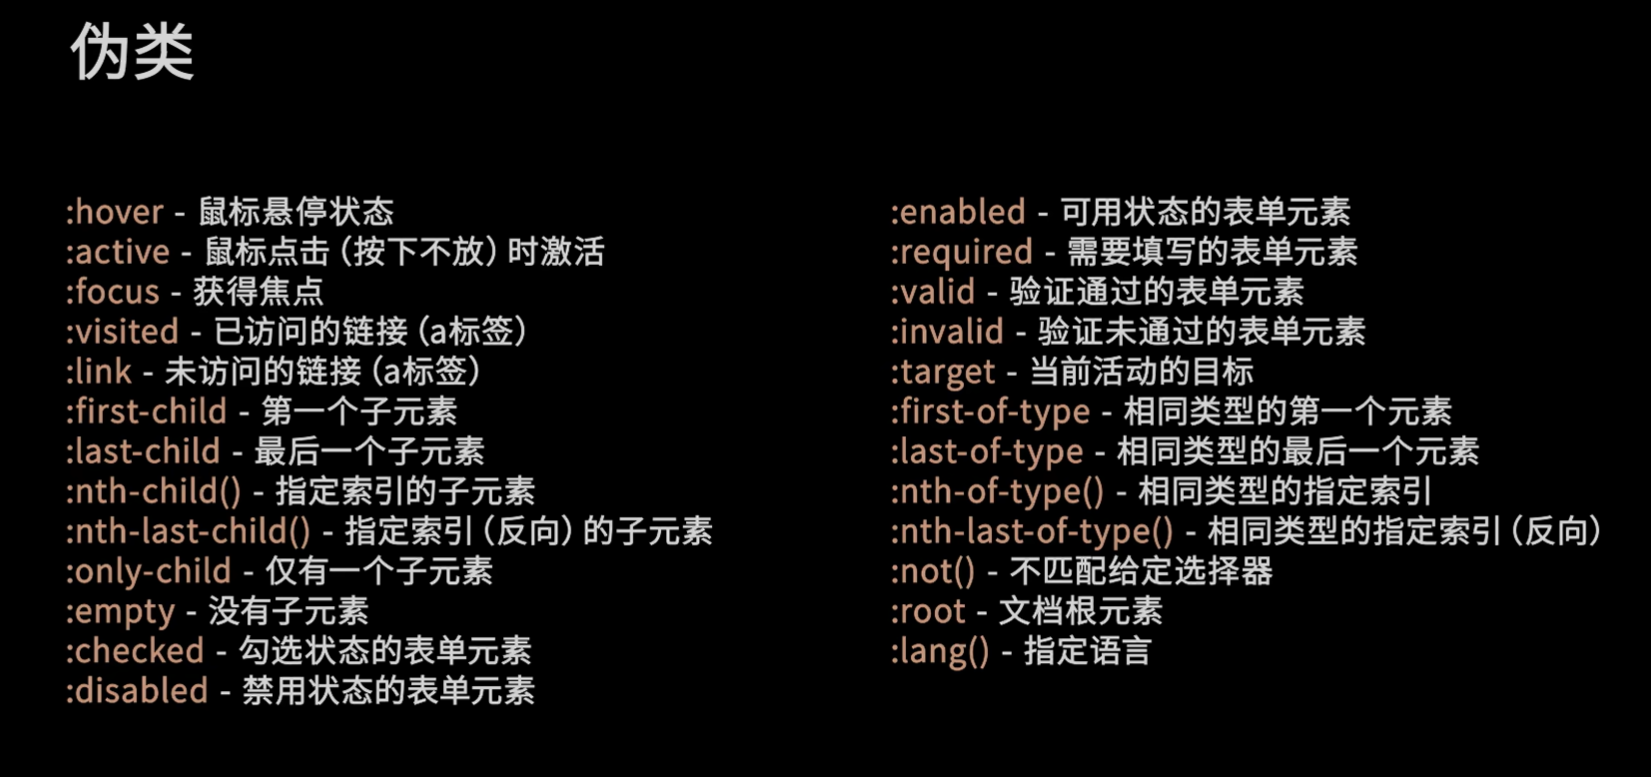 伪类
:hover - 鼠标悬停状态
:active - 鼠标点击（按下不放）时激活
:focus - 获得焦点
:visited - 已访问的链接（a标签）
:link - 未访问的链接（a标签）
:first-child - 第一个子元素
:last-child - 最后一个子元素
:nth-child() - 指定索引的子元素
:nth-last-child() - 指定索引（反向）的子元素
:only-child - 仅有一个子元素
:empty - 没有子元素
:checked - 勾选状态的表单元素
:disabled - 禁用状态的表单元素
:enabled - 可用状态的表单元素
:required - 需要填写的表单元素
:valid - 验证通过的表单元素
:invalid - 验证未通过的表单元素
:target - 当前活动的目标
:first-of-type - 相同类型的第一个元素
:last-of-type - 相同类型的最后一个元素
:nth-of-type() - 相同类型的指定索引
:nth-last-of-type() - 相同类型的指定索引（反向）
:not() - 不匹配给定选择器
:root - 文档根元素
:lang() - 指定语言